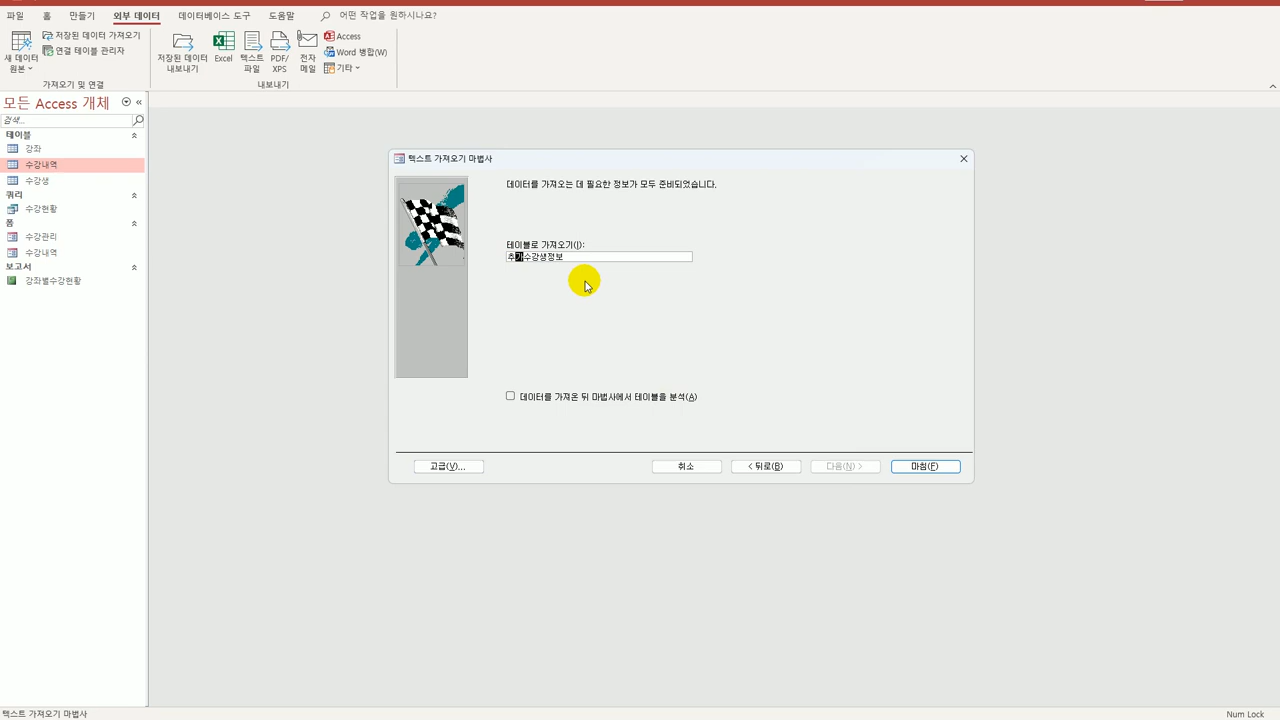 파일 홈 만들기 외부 데이터 데이터베이스 도구 도움말 어떤 작업을 원하시나요?
새 데이터
원본
저장된 데이터 가져오기
연결 테이블 관리자
가져오기 및 연결
저장된 데이터
내보내기
Excel
텍스트
파일
PDF/
XPS
전자
메일
Access
Word 병합(W)
기타
내보내기
모든 Access 개체
검색...
테이블
강좌
수강내역
수강생
쿼리
수강현황
폼
수강관리
수강내역
보고서
강좌별수강현황
텍스트 가져오기 마법사
데이터를 가져오는 데 필요한 정보가 모두 준비되었습니다.
테이블로 가져오기(I):
추가수강생정보
데이터를 가져온 뒤 마법사에서 테이블을 분석(A)
고급(V)...
취소
< 뒤로(B)
다음(N) >
마침(F)
텍스트 가져오기 마법사
Num Lock